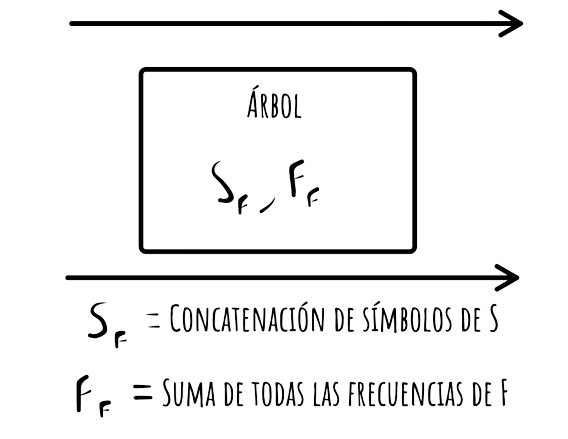 ÁRBOL
S_F, F_F
S_F = CONCATENACIÓN DE SÍMBOLOS DE S
F_F = SUMA DE TODAS LAS FRECUENCIAS DE F